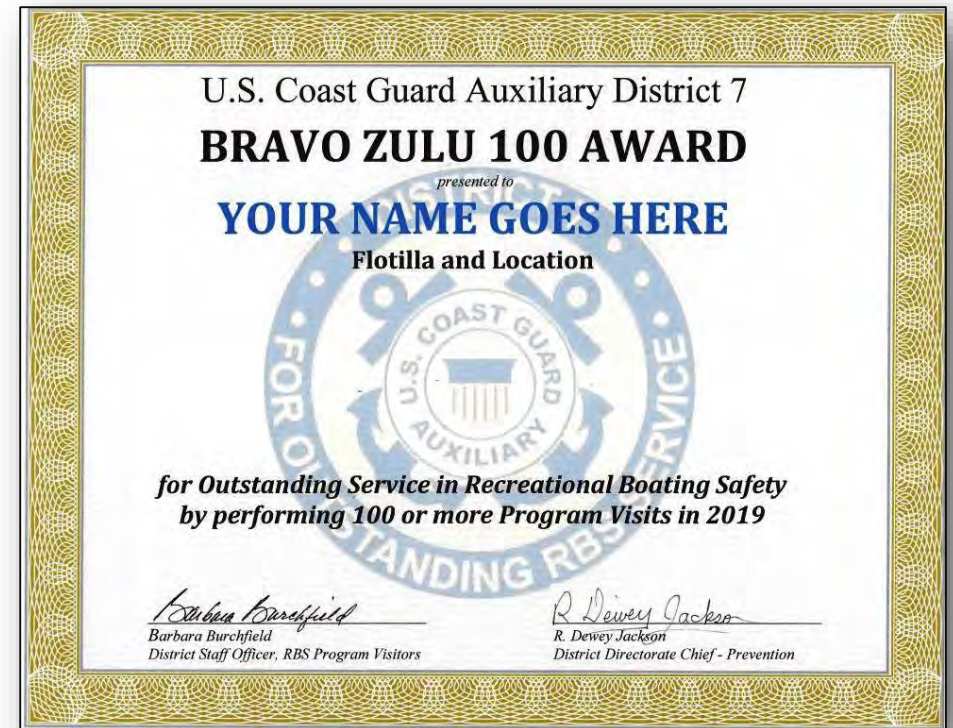 U.S. Coast Guard Auxiliary District 7
BRAVO ZULU 100 AWARD
presented to
YOUR NAME GOES HERE
Flotilla and Location
DISTRICT 7
FOR OUTSTANDING RBS SERVICE
U.S. COAST GUARD
AUXILIARY
for Outstanding Service in Recreational Boating Safety
by performing 100 or more Program Visits in 2019
Barbara Burchfield
R Dewey Jackson
Barbara Burchfield
R. Dewey Jackson
District Staff Officer, RBS Program Visitors
District Directorate Chief - Prevention